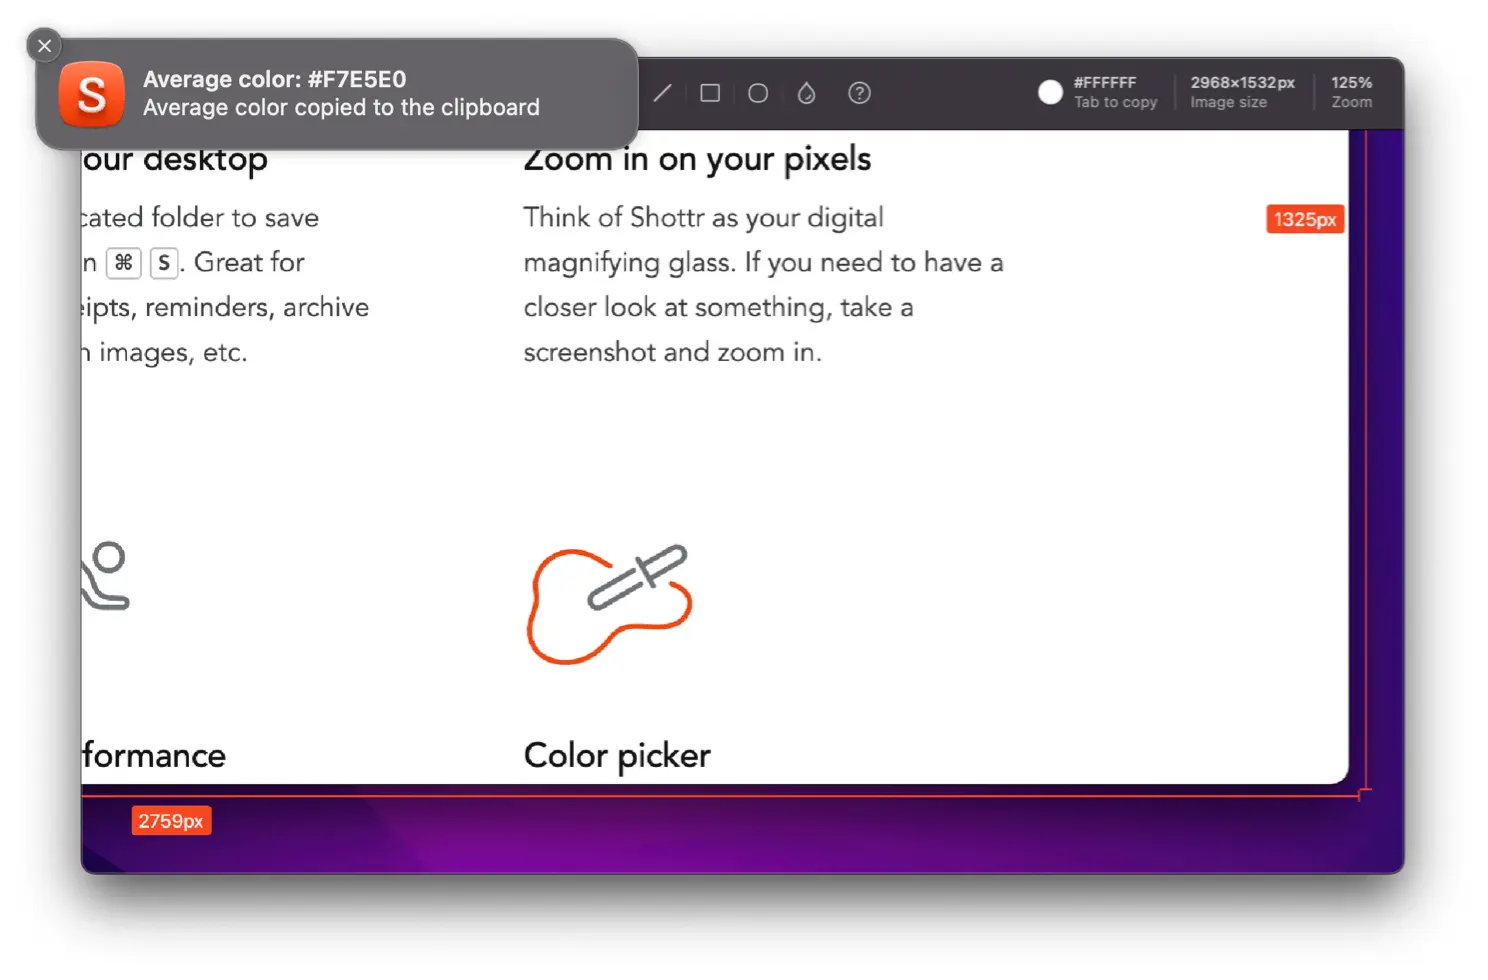 Average color: #F7E5E0
Average color copied to the clipboard
S
#FFFFFF
Tab to copy
2968×1532px
Image size
125%
Zoom
our desktop
cated folder to save
n ⌘ S. Great for
ipts, reminders, archive
images, etc.
Zoom in on your pixels
Think of Shottr as your digital
magnifying glass. If you need to have a
closer look at something, take a
screenshot and zoom in.
1325px
formance
Color picker
2759px